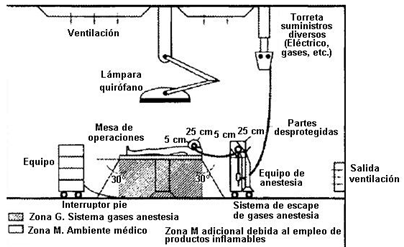 Ventilación
Torreta
suministros
diversos
(Eléctrico,
gases, etc.)
Lámpara
quirófano
Mesa de
operaciones
25 cm
5 cm
5 cm
25 cm
Partes
desprotegidas
Equipo
30°
30°
Equipo de
anestesia
Salida
ventilación
Interruptor pie
Sistema de escape
de gases anestesia
Zona G. Sistema gases anestesia
Zona M. Ambiente médico
Zona M adicional debida al empleo de
productos inflamables